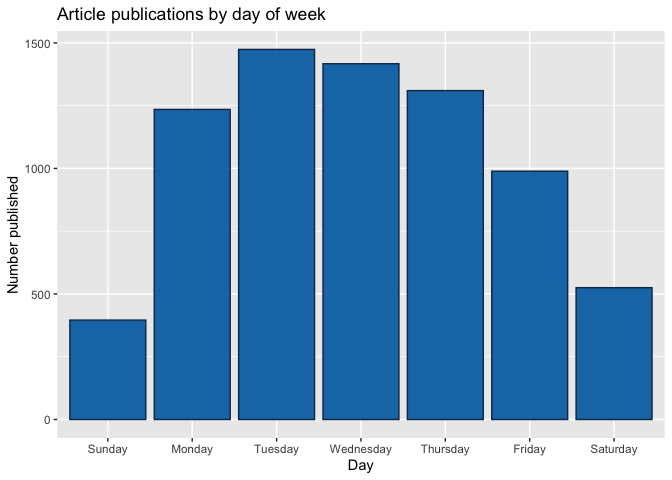 Article publications by day of week
Number published
1500
1000
500
0
Sunday Monday Tuesday Wednesday Thursday Friday Saturday
Day